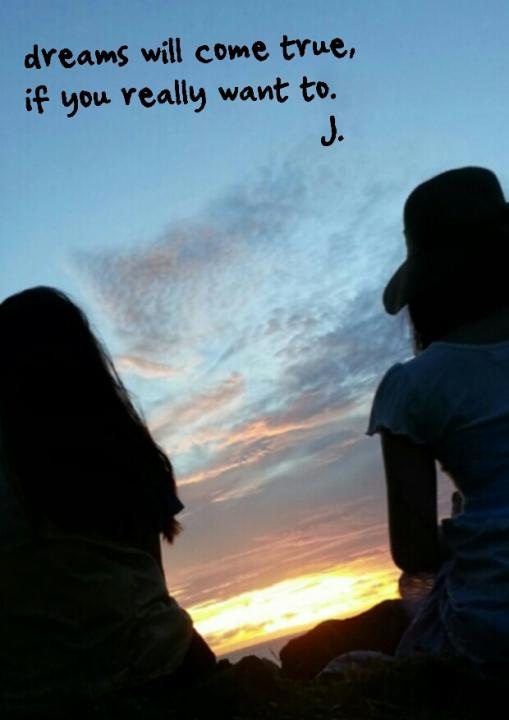 dreams will come true,
if you really want to.
J.